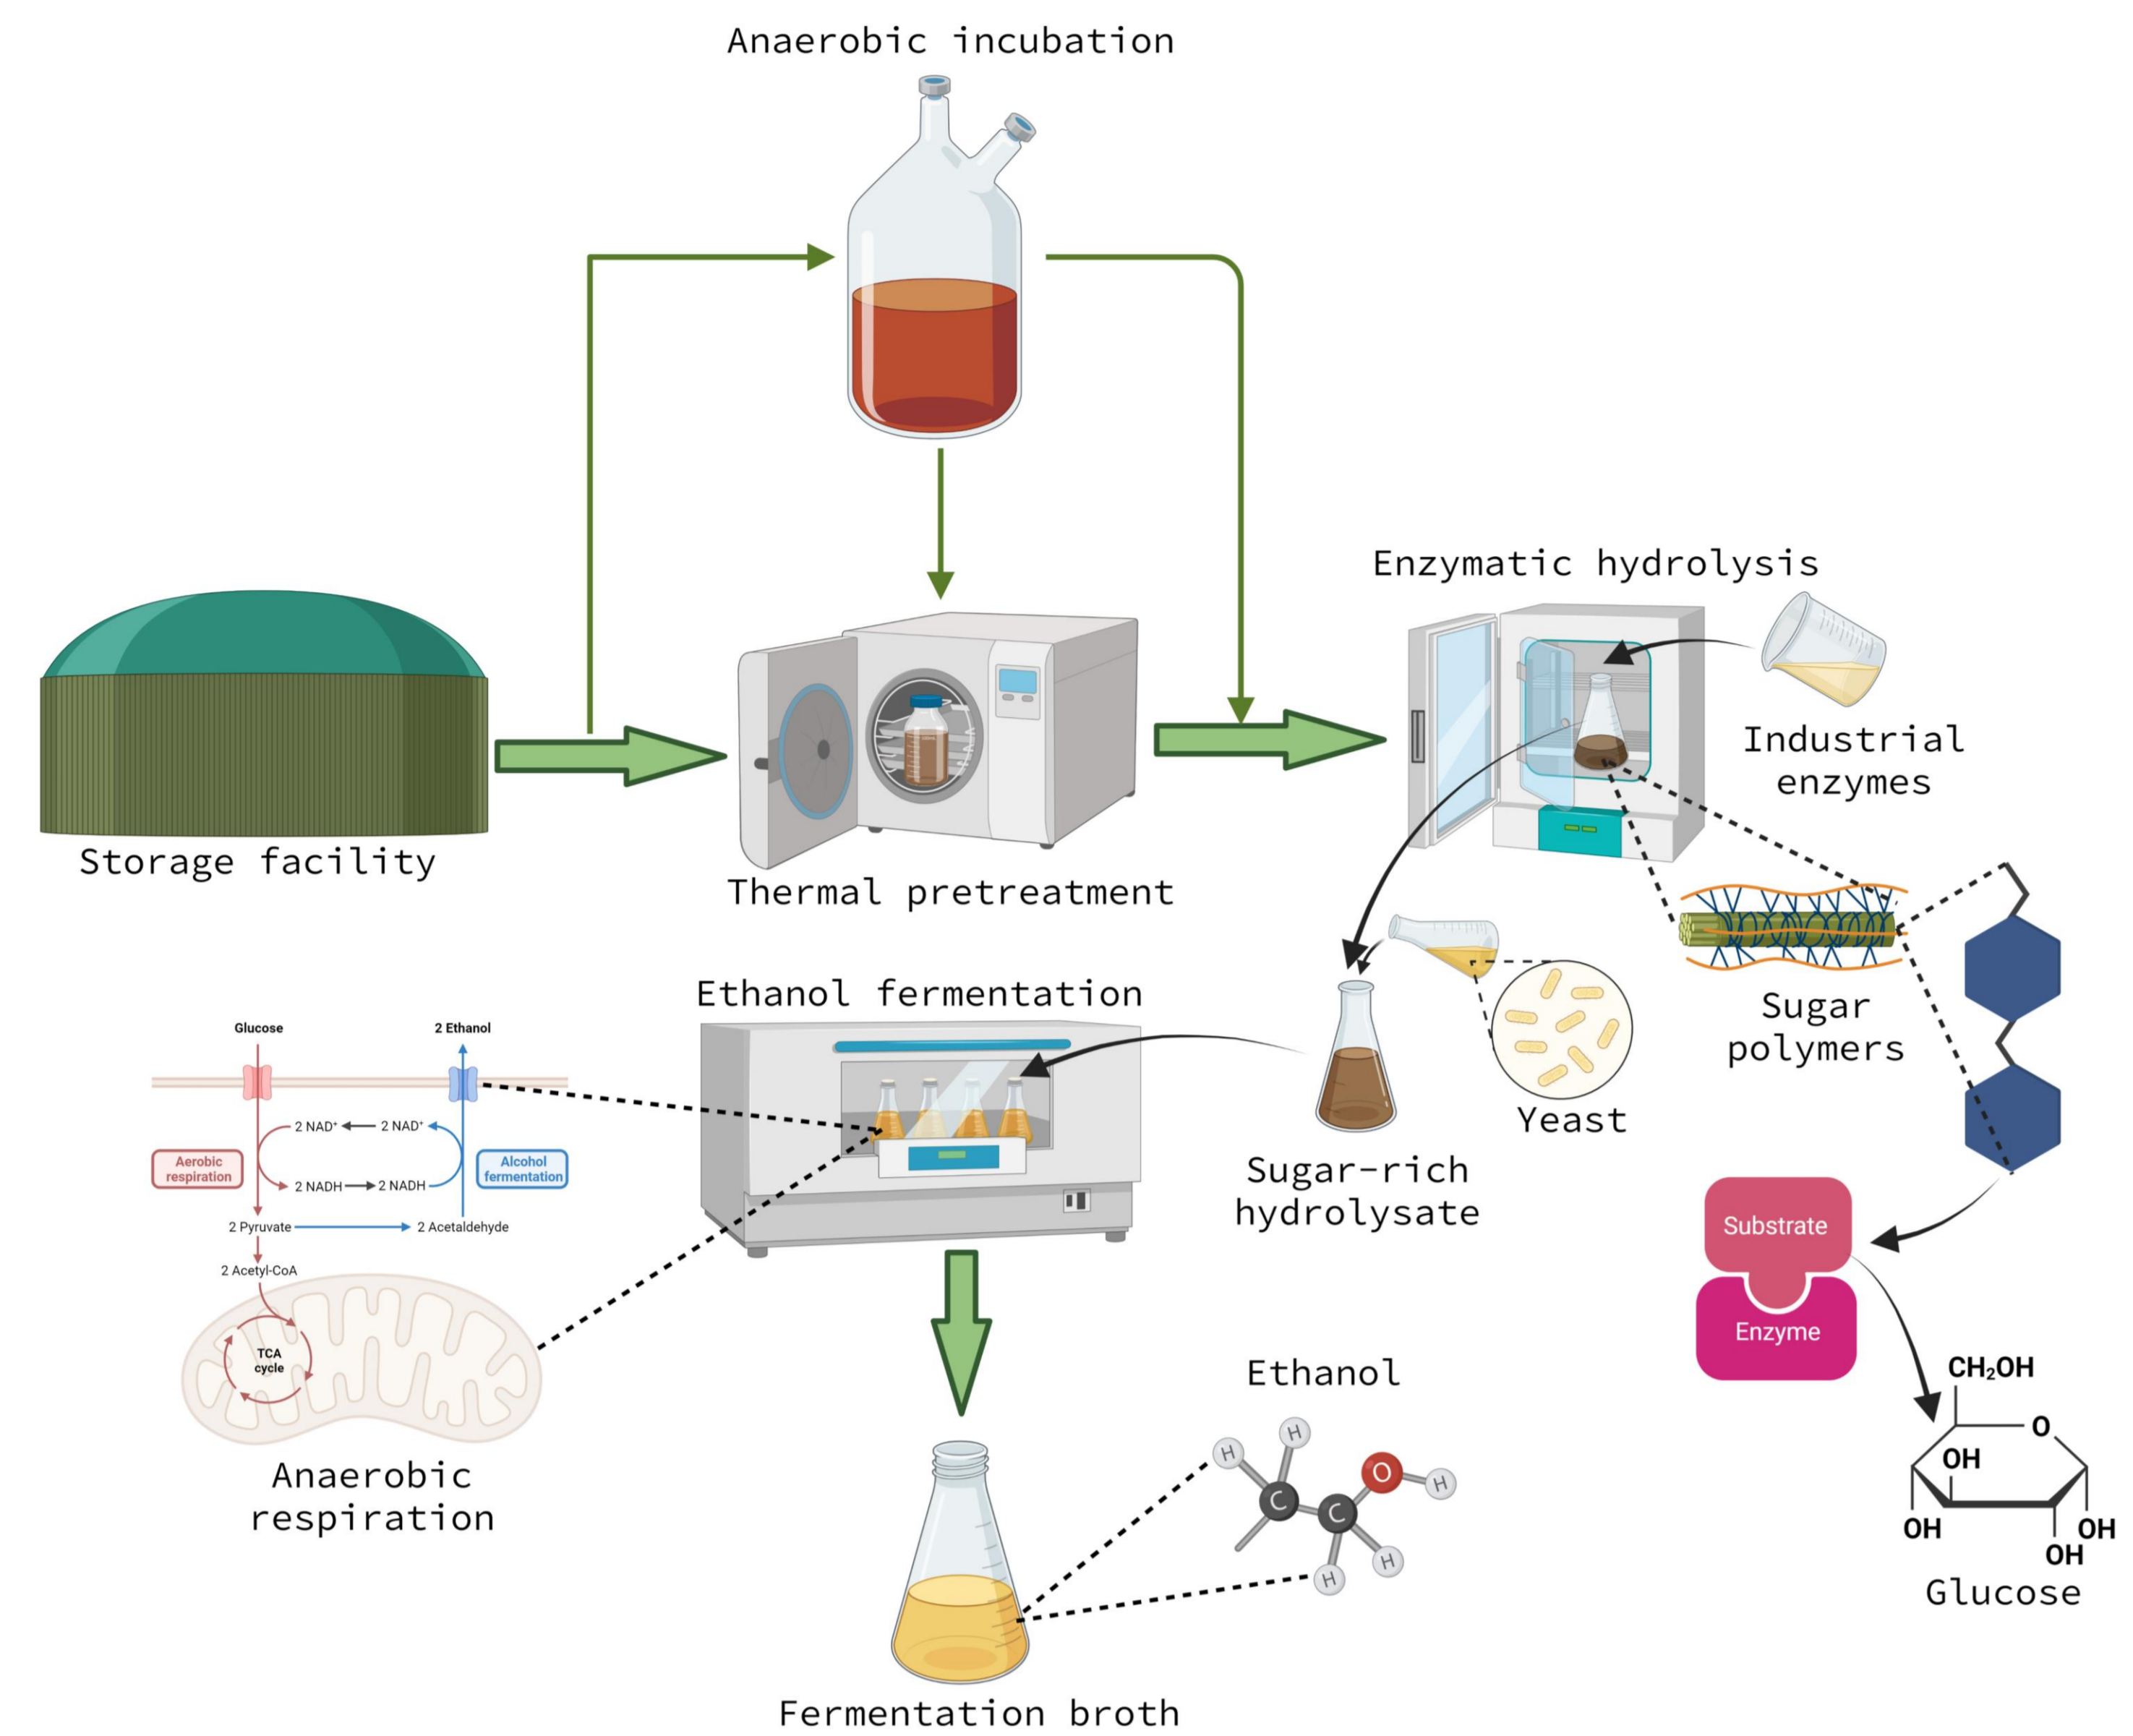 Anaerobic incubation
Enzymatic hydrolysis
Industrial
enzymes
Storage facility
Thermal pretreatment
Sugar
polymers
Ethanol fermentation
Yeast
Sugar-rich
hydrolysate
Glucose
2 Ethanol
2 NAD⁺
2 NAD⁺
Aerobic
respiration
Alcohol
fermentation
2 NADH
2 NADH
2 Pyruvate
2 Acetaldehyde
2 Acetyl-CoA
TCA
cycle
Anaerobic
respiration
Substrate
Enzyme
Ethanol
H
H
C
C
O
H
H
H
CH₂OH
O
OH
OH
OH
OH
Glucose
Fermentation broth